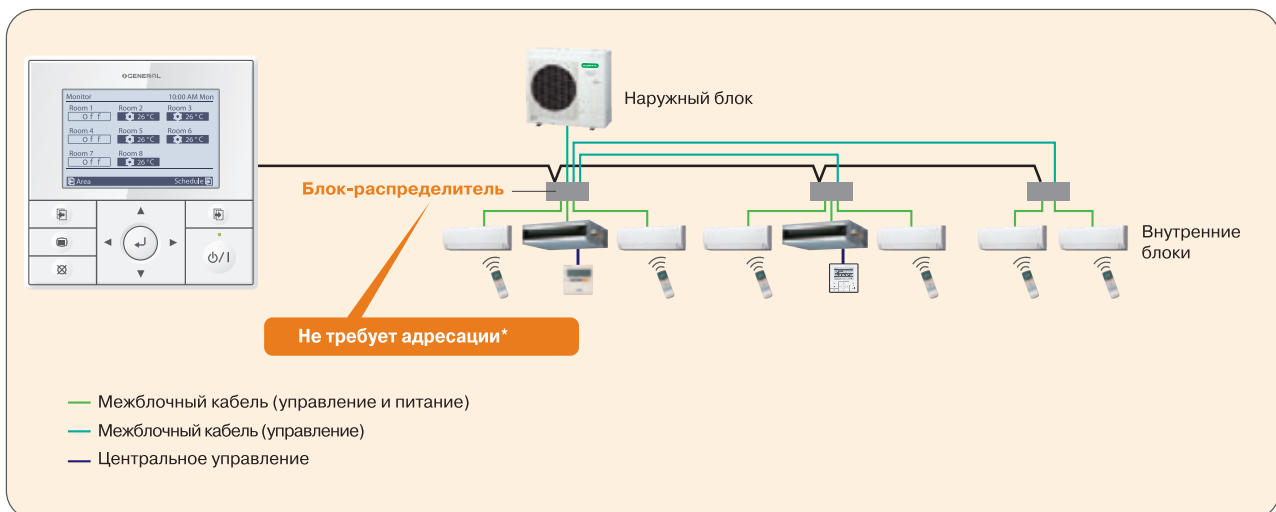 GENERAL
Monitor 10:00 AM Mon
Room 1 Room 2 Room 3
Off 26°C 26°C
Room 4 Room 5 Room 6
Off 26°C 26°C
Room 7 Room 8
Off 26°C
Area Schedule
Наружный блок
Блок-распределитель
Внутренние
блоки
Не требует адресации*
Межблочный кабель (управление и питание)
Межблочный кабель (управление)
Центральное управление